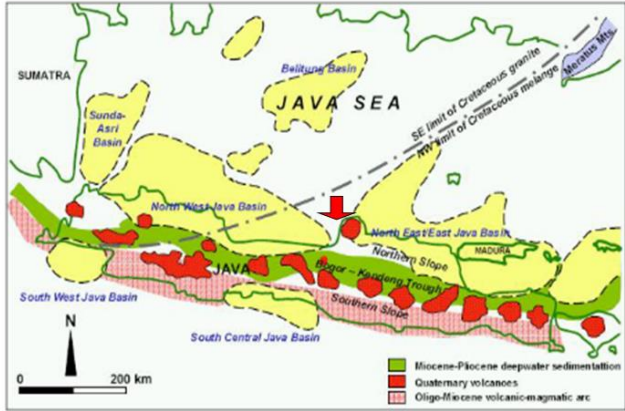 SUMATRA
Belitung Basin
JAVA SEA
Meratus Mts.
SE limit of Cretaceous granite
NW limit of Cretaceous melange
Sunda-
Asri
Basin
North West Java Basin
North East/East Java Basin
Northern Slope
MADURA
JAVA
Bogor – Kendeng Trough
Southern Slope
South West Java Basin
South Central Java Basin
N
0
200 km
Miocene-Pliocene deepwater sedimentattion
Quaternary volcanoes
Oligo-Miocene volcanic-magmatic arc